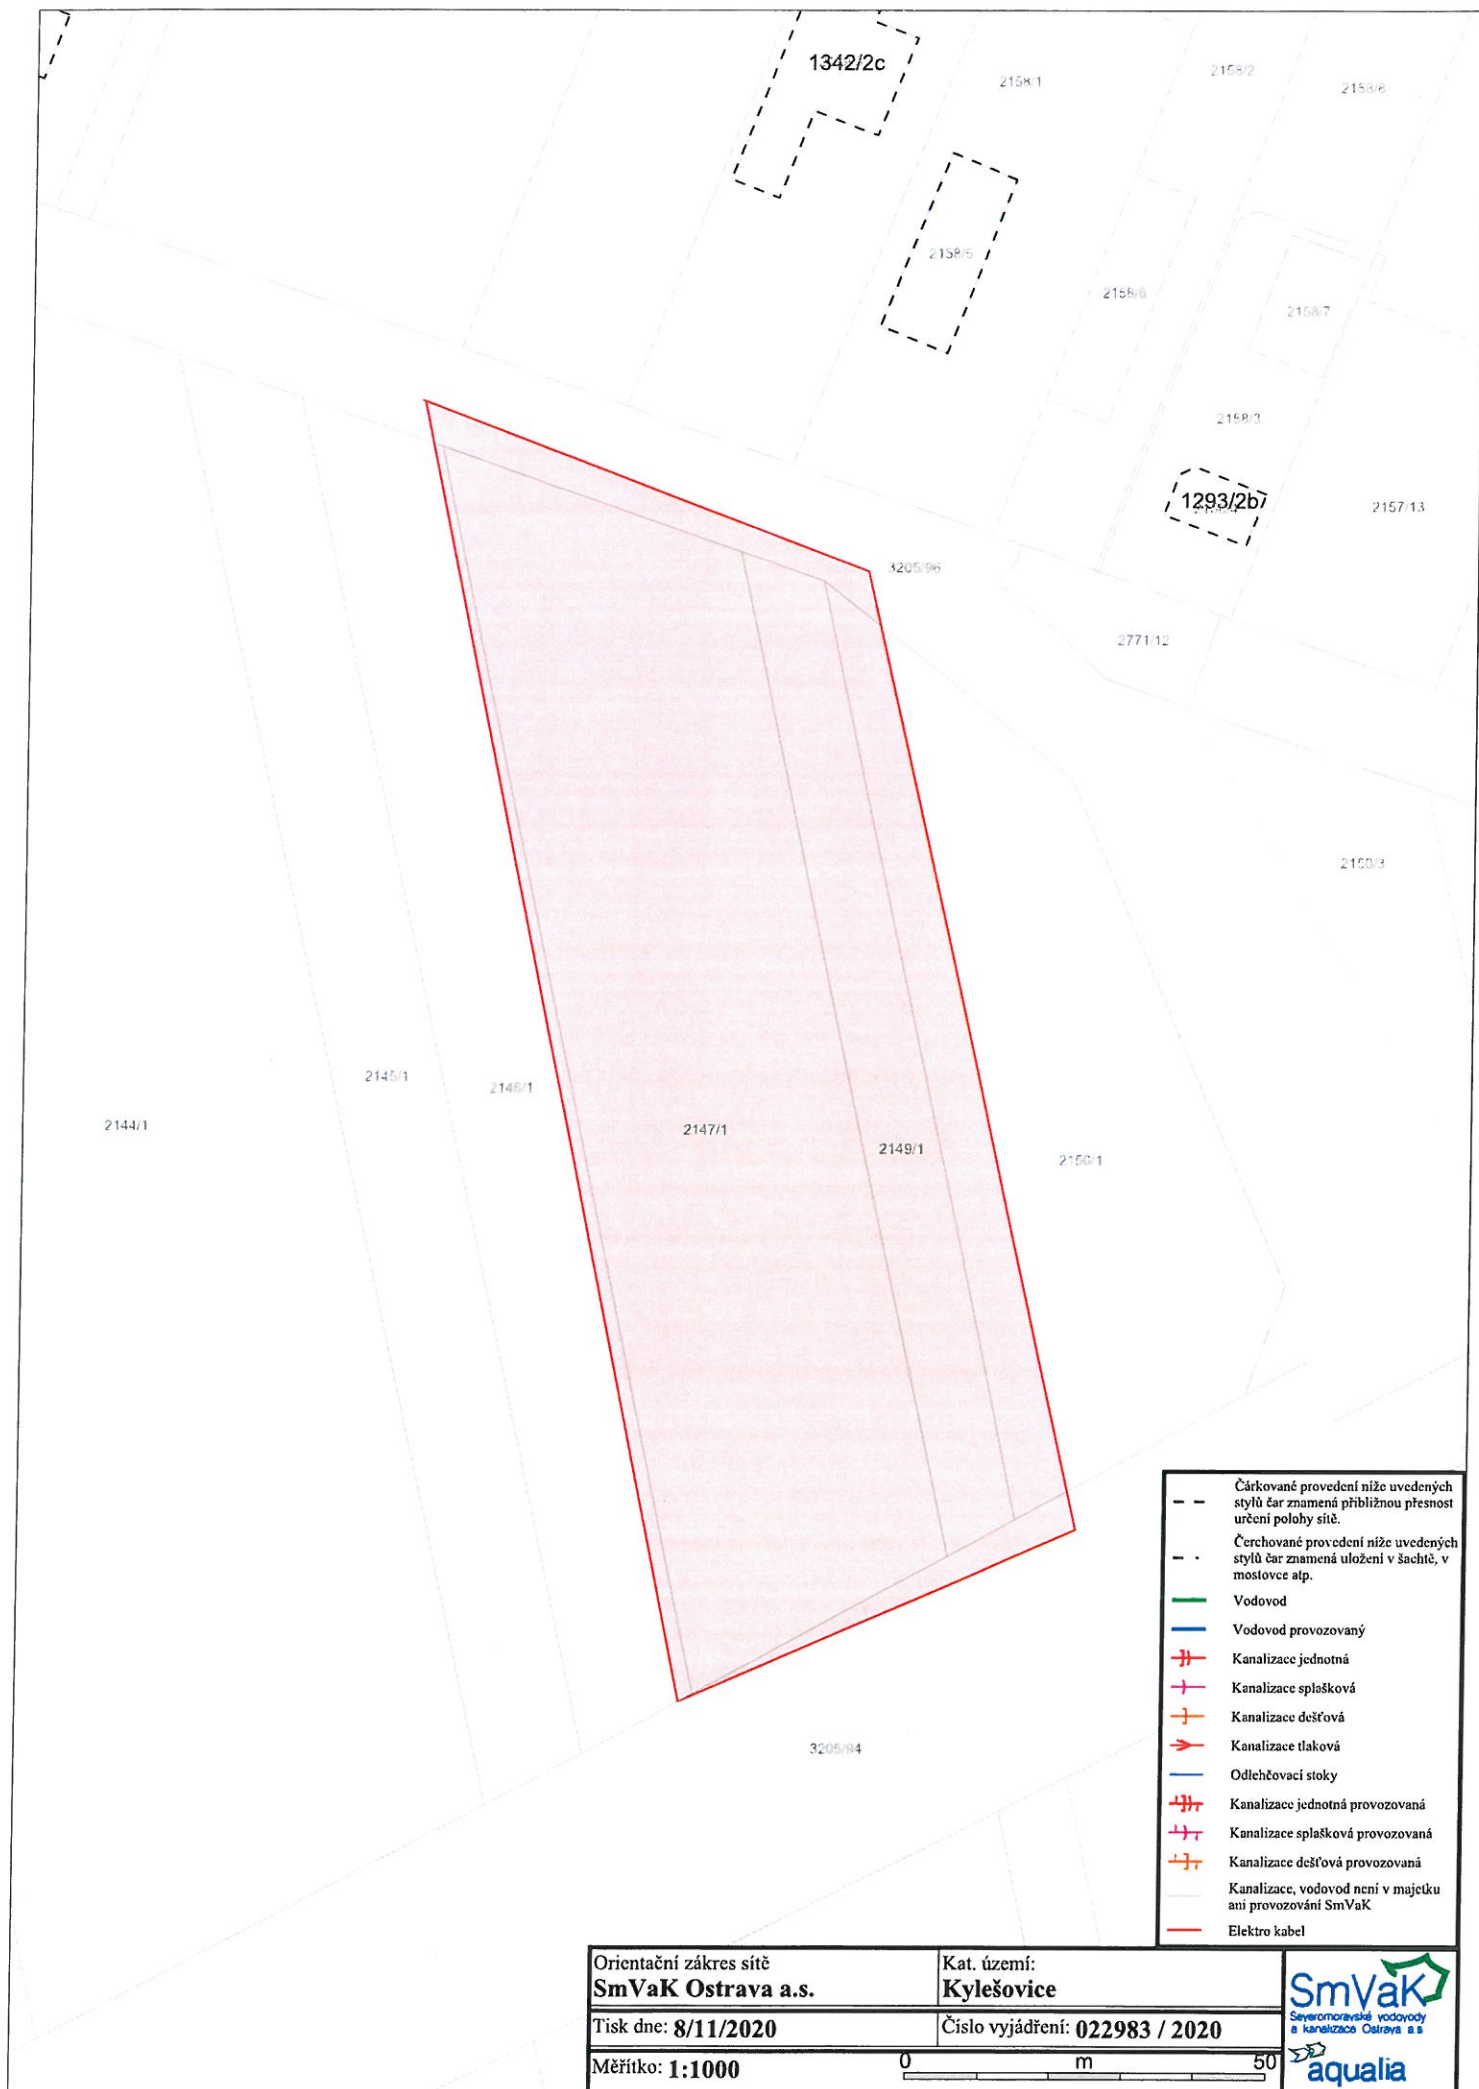 1342/2c
2158/1
2158/2
2158/8
2158/5
2158/6
2158/7
2158/3
1293/2b
2157/13
3205/96
2771/12
2150/3
2145/1
2146/1
2144/1
2147/1
2149/1
2150/1
3205/94
Čárkované provedení níže uvedených
stylů čar znamená přibližnou přesnost
určení polohy sítě.
Čerchované provedení níže uvedených
stylů čar znamená uložení v šachtě, v
mostovce atp.
Vodovod
Vodovod provozovaný
Kanalizace jednotná
Kanalizace splašková
Kanalizace dešťová
Kanalizace tlaková
Odlehčovací stoky
Kanalizace jednotná provozovaná
Kanalizace splašková provozovaná
Kanalizace dešťová provozovaná
Kanalizace, vodovod není v majetku
ani provozování SmVaK
Elektro kabel
Orientační zákres sítě
SmVaK Ostrava a.s.
Kat. území:
Kylešovice
Tisk dne: 8/11/2020
Číslo vyjádření: 022983 / 2020
Měřítko: 1:1000
0 m 50
SmVaK
Severomoravské vodovody
a kanalizace Ostrava a.s
aqualia